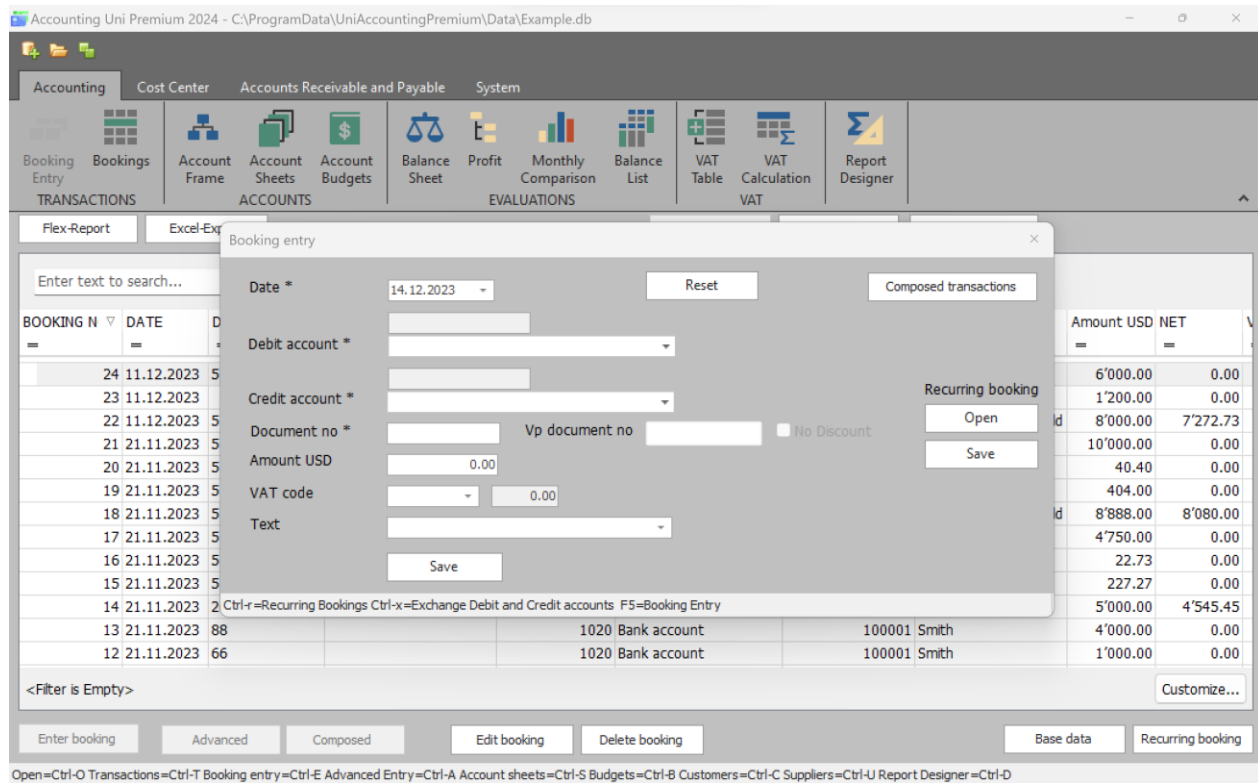 Accounting Uni Premium 2024 - C:\ProgramData\UniAccountingPremium\Data\Example.db
Accounting Cost Center Accounts Receivable and Payable System
Booking Entry
Bookings
Account Frame
Account Sheets
Account Budgets
Balance Sheet
Profit
Monthly Comparison
Balance List
VAT Table
VAT Calculation
Report Designer
TRANSACTIONS ACCOUNTS EVALUATIONS VAT
Flex-Report
Booking entry
Enter text to search...
Date * 14.12.2023 Reset Composed transactions
Debit account *
Credit account *
Recurring booking
Open
Document no * Vp document no No Discount
Save
Amount USD 0.00
VAT code 0.00
Text
Save
Ctrl-r=Recurring Bookings Ctrl-x=Exchange Debit and Credit accounts F5=Booking Entry
BOOKING N DATE Amount USD NET
= = = =
24 11.12.2023 5 6’000.00 0.00
23 11.12.2023 1’200.00 0.00
22 11.12.2023 5 8’000.00 7’272.73
21 21.11.2023 5 10’000.00 0.00
20 21.11.2023 5 40.40 0.00
19 21.11.2023 5 404.00 0.00
18 21.11.2023 5 8’888.00 8’080.00
17 21.11.2023 5 4’750.00 0.00
16 21.11.2023 5 22.73 0.00
15 21.11.2023 5 227.27 0.00
14 21.11.2023 2 5’000.00 4’545.45
13 21.11.2023 88 1020 Bank account 100001 Smith 4’000.00 0.00
12 21.11.2023 66 1020 Bank account 100001 Smith 1’000.00 0.00
<Filter is Empty> Customize...
Enter booking Advanced Composed Edit booking Delete booking Base data Recurring booking
Open=Ctrl-O Transactions=Ctrl-T Booking entry=Ctrl-E Advanced Entry=Ctrl-A Account sheets=Ctrl-S Budgets=Ctrl-B Customers=Ctrl-C Suppliers=Ctrl-U Report Designer=Ctrl-D